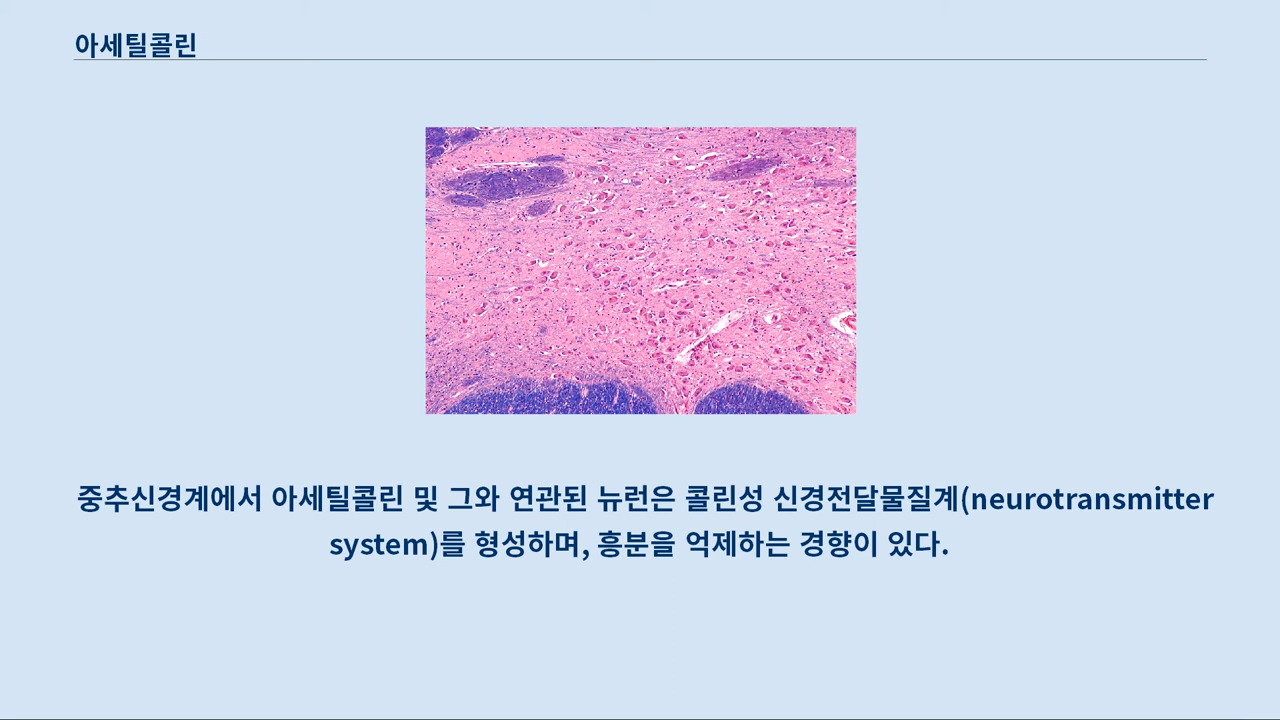 아세틸콜린
중추신경계에서 아세틸콜린 및 그와 연관된 뉴런은 콜린성 신경전달물질계(neurotransmitter
system)를 형성하며, 흥분을 억제하는 경향이 있다.